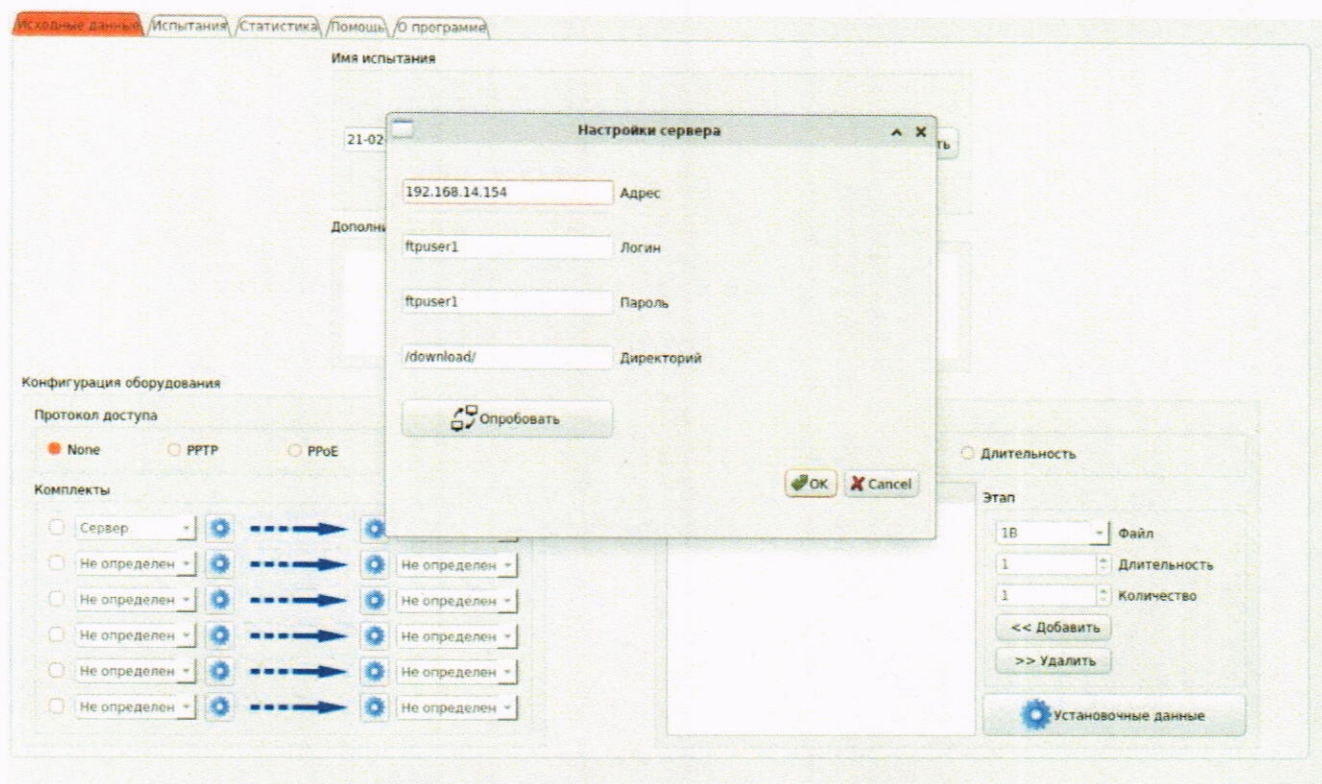 Исходные данные Испытания Статистика Помощь О программе
Имя испытания
21-02
ть
Настройки сервера
192.168.14.154 Адрес
Дополни
ftpuser1 Логин
ftpuser1 Пароль
/download/ Директорий
Опробовать
OK Cancel
Конфигурация оборудования
Протокол доступа
None PPTP PPoE
Длительность
Комплекты
Этап
Сервер
1B Файл
Не определен Не определен
1 Длительность
Не определен Не определен
1 Количество
Не определен Не определен
<< Добавить
Не определен Не определен
>> Удалить
Не определен Не определен
Установочные данные